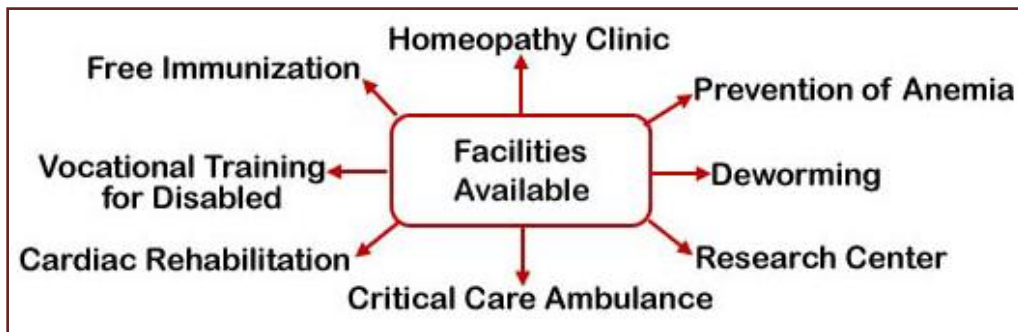 Homeopathy Clinic
Free Immunization
Prevention of Anemia
Facilities
Available
Vocational Training
for Disabled
Deworming
Cardiac Rehabilitation
Research Center
Critical Care Ambulance